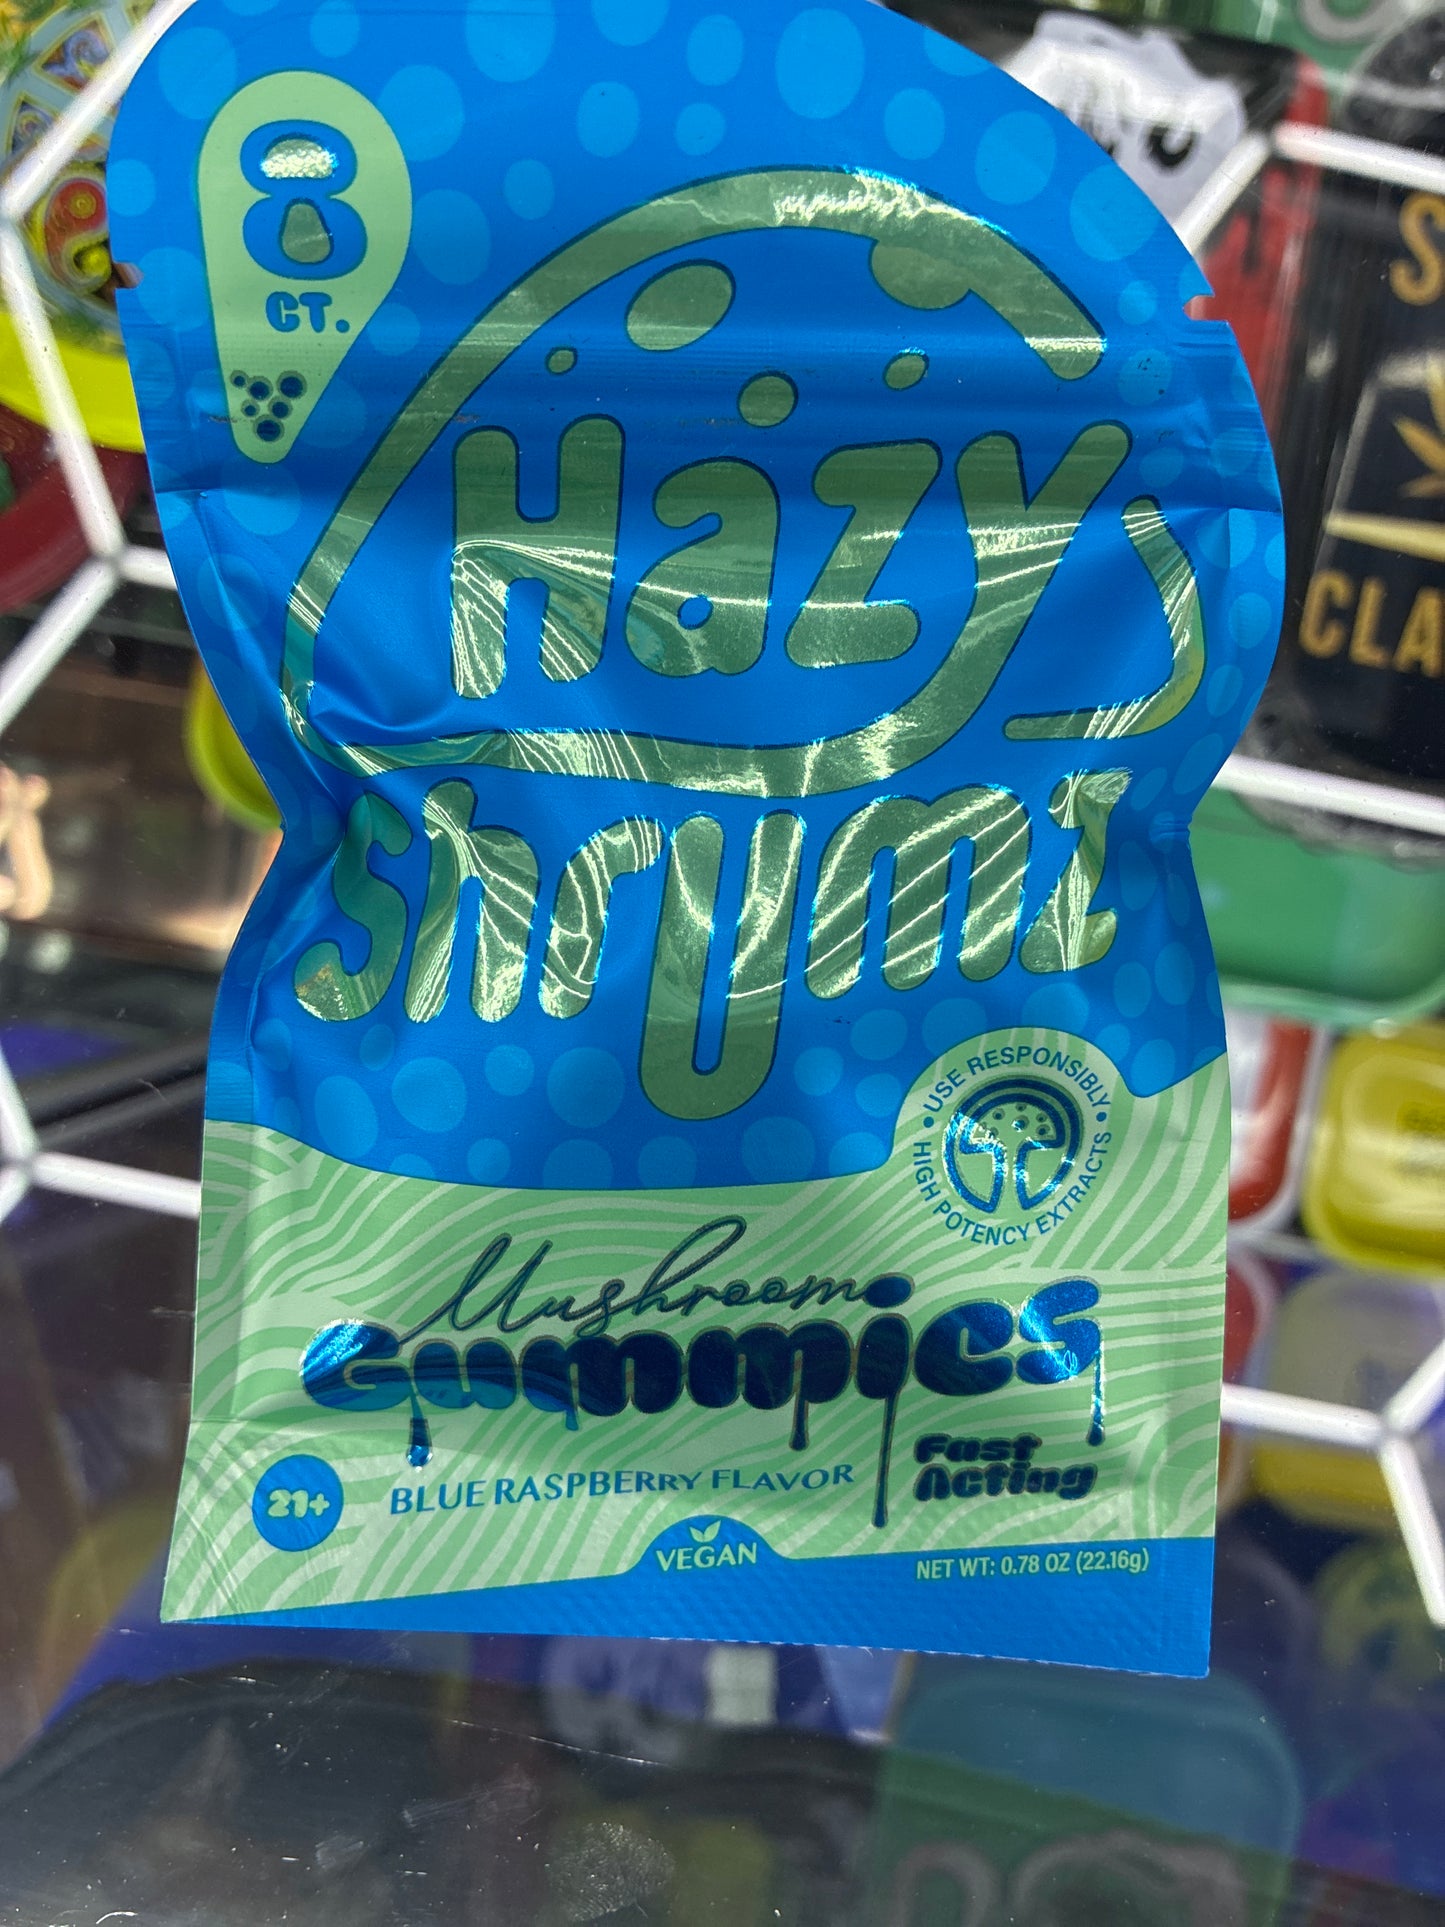 8
CT.
Hazy
Shrumz
• USE RESPONSIBLY •
HIGH POTENCY EXTRACTS
Mushroom
Gummies
Fast
Acting
21+
BLUE RASPBERRY FLAVOR
VEGAN
NET WT: 0.78 OZ (22.16g)
CLA